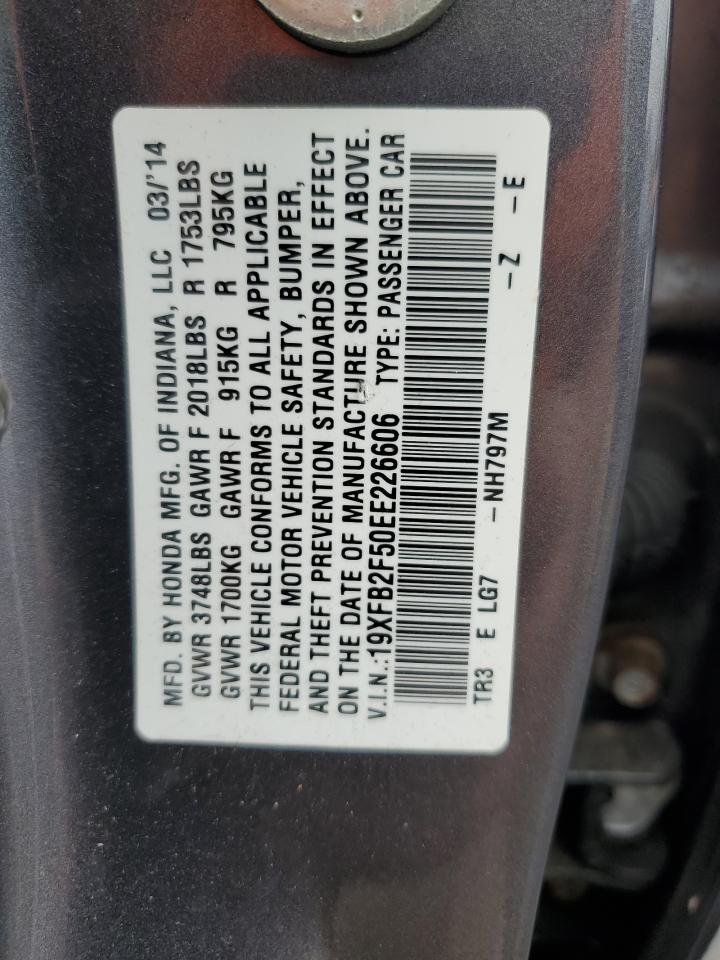 MFD. BY HONDA MFG. OF INDIANA, LLC 03/'14
GVWR 3748LBS GAWR F 2018LBS R 1753LBS
GVWR 1700KG GAWR F 915KG R 795KG
THIS VEHICLE CONFORMS TO ALL APPLICABLE
FEDERAL MOTOR VEHICLE SAFETY, BUMPER,
AND THEFT PREVENTION STANDARDS IN EFFECT
ON THE DATE OF MANUFACTURE SHOWN ABOVE.
V.I.N.:19XFB2F50EE226606 TYPE: PASSENGER CAR
TR3 E LG7 -NH797M -Z -E